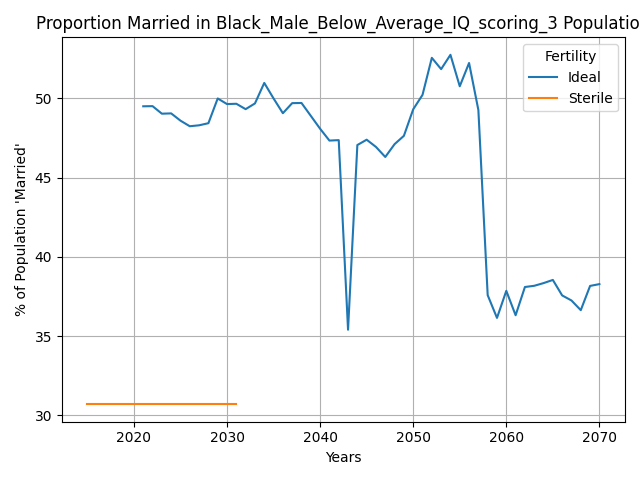 Proportion Married in Black_Male_Below_Average_IQ_scoring_3 Populatio
Fertility
Ideal
Sterile
% of Population 'Married'
50
45
40
35
30
2020 2030 2040 2050 2060 2070
Years